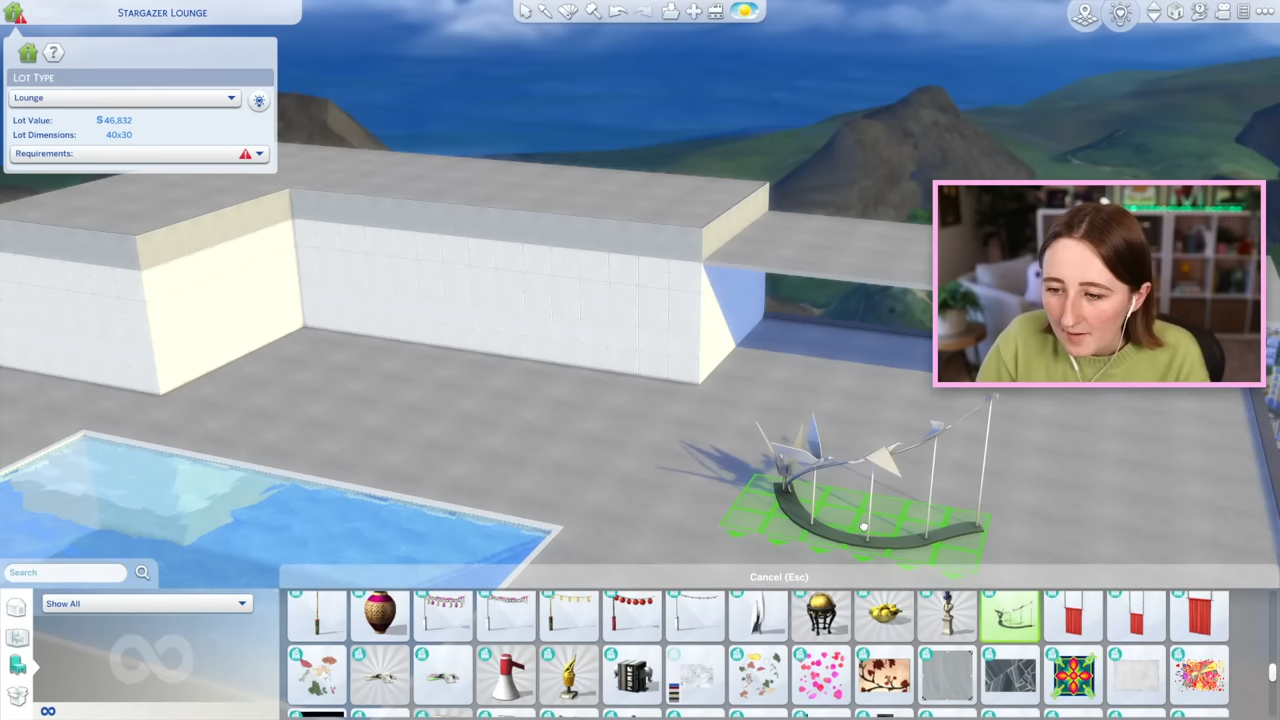 STARGAZER LOUNGE
LOT TYPE
Lounge
Lot Value: §46,832
Lot Dimensions: 40x30
Requirements:
Cancel (Esc)
Search
Show All